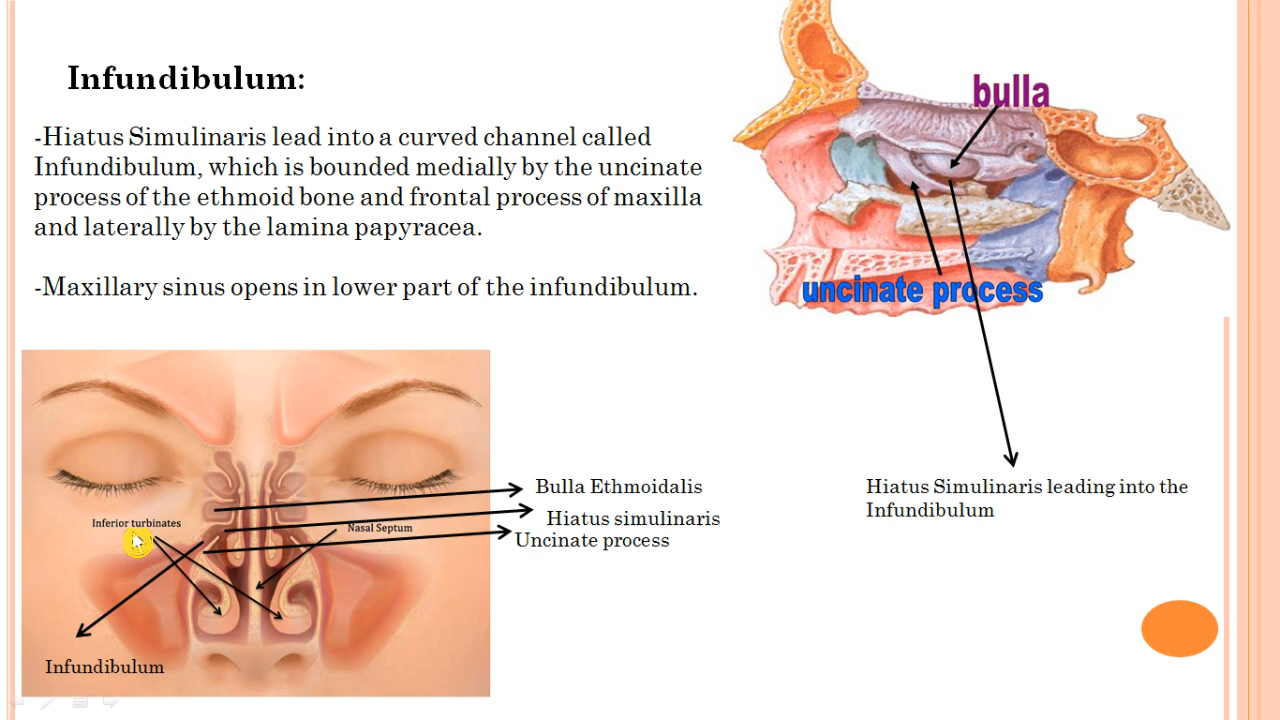 Infundibulum:
-Hiatus Simulinaris lead into a curved channel called
Infundibulum, which is bounded medially by the uncinate
process of the ethmoid bone and frontal process of maxilla
and laterally by the lamina papyracea.
-Maxillary sinus opens in lower part of the infundibulum.
bulla
uncinate process
Hiatus Simulinaris leading into the
Infundibulum
Bulla Ethmoidalis
Hiatus simulinaris
Uncinate process
Inferior turbinates
Nasal Septum
Infundibulum